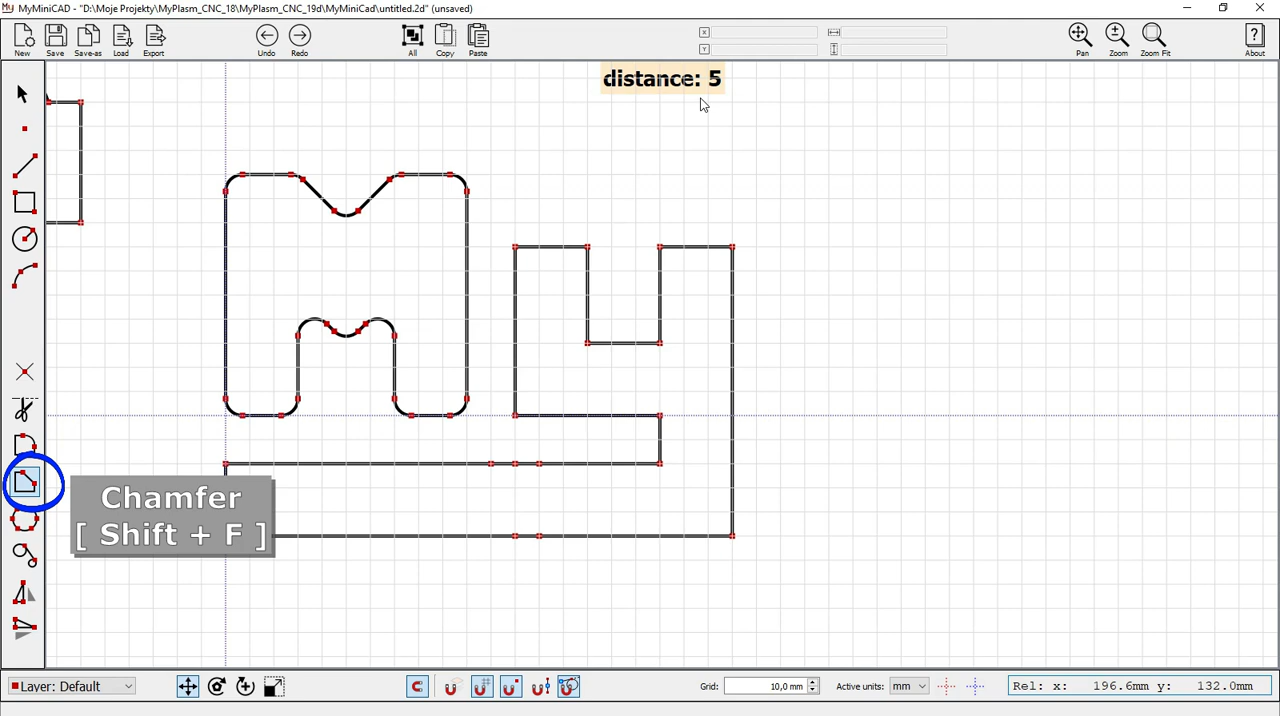 MyMiniCAD - "D:\Moje Projekty\MyPlasm_CNC_18\MyPlasm_CNC_19d\MyMiniCad\untitled.2d" (unsaved)
New Save Save-as Load Export Undo Redo All Copy Paste Pan Zoom Zoom Fit About
X
Y
distance: 5
Chamfer
[ Shift + F ]
Layer: Default Grid: 10,0 mm Active units: mm Rel: x: 196.6mm y: 132.0mm